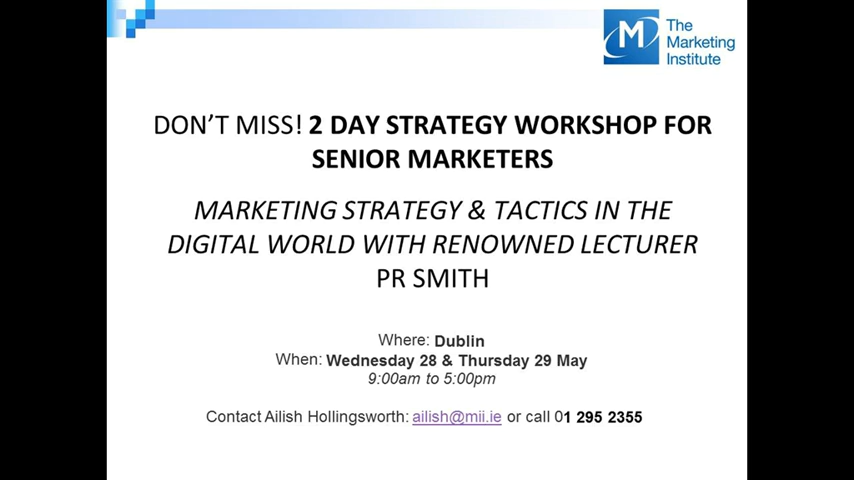 M
The
Marketing
Institute
DON'T MISS! 2 DAY STRATEGY WORKSHOP FOR
SENIOR MARKETERS
MARKETING STRATEGY & TACTICS IN THE
DIGITAL WORLD WITH RENOWNED LECTURER
PR SMITH
Where: Dublin
When: Wednesday 28 & Thursday 29 May
9:00am to 5:00pm
Contact Ailish Hollingsworth: ailish@mii.ie or call 01 295 2355